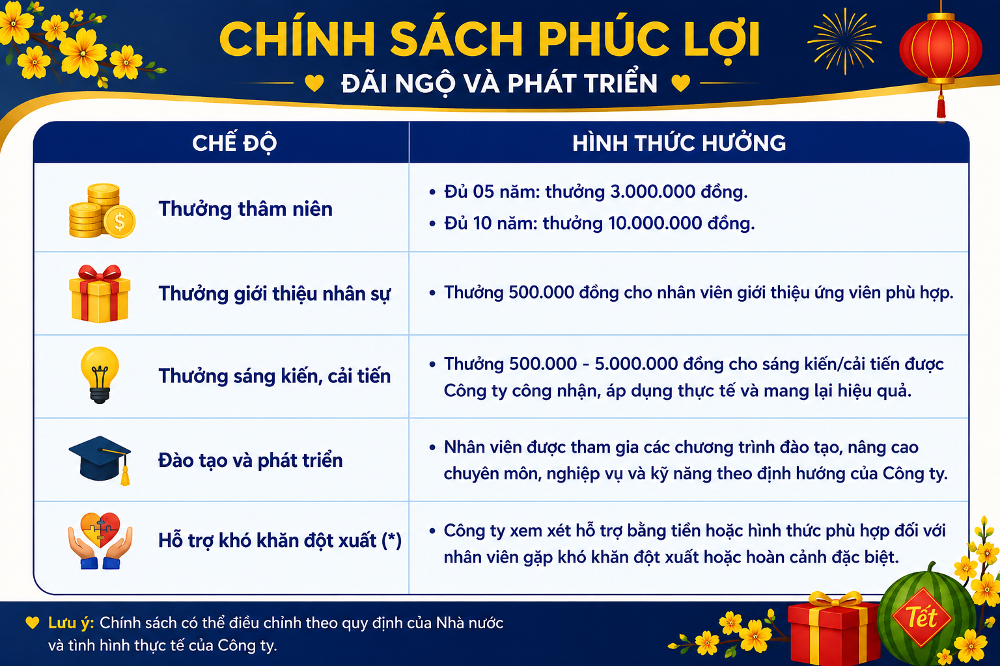 CHÍNH SÁCH PHÚC LỢI
ĐÃI NGỘ VÀ PHÁT TRIỂN
CHẾ ĐỘ
HÌNH THỨC HƯỞNG
Thưởng thâm niên
• Đủ 05 năm: thưởng 3.000.000 đồng.
• Đủ 10 năm: thưởng 10.000.000 đồng.
Thưởng giới thiệu nhân sự
• Thưởng 500.000 đồng cho nhân viên giới thiệu ứng viên phù hợp.
Thưởng sáng kiến, cải tiến
• Thưởng 500.000 - 5.000.000 đồng cho sáng kiến/cải tiến được
Công ty công nhận, áp dụng thực tế và mang lại hiệu quả.
Đào tạo và phát triển
• Nhân viên được tham gia các chương trình đào tạo, nâng cao
chuyên môn, nghiệp vụ và kỹ năng theo định hướng của Công ty.
Hỗ trợ khó khăn đột xuất (*)
• Công ty xem xét hỗ trợ bằng tiền hoặc hình thức phù hợp đối với
nhân viên gặp khó khăn đột xuất hoặc hoàn cảnh đặc biệt.
Lưu ý: Chính sách có thể điều chỉnh theo quy định của Nhà nước
và tình hình thực tế của Công ty.
Tết
$